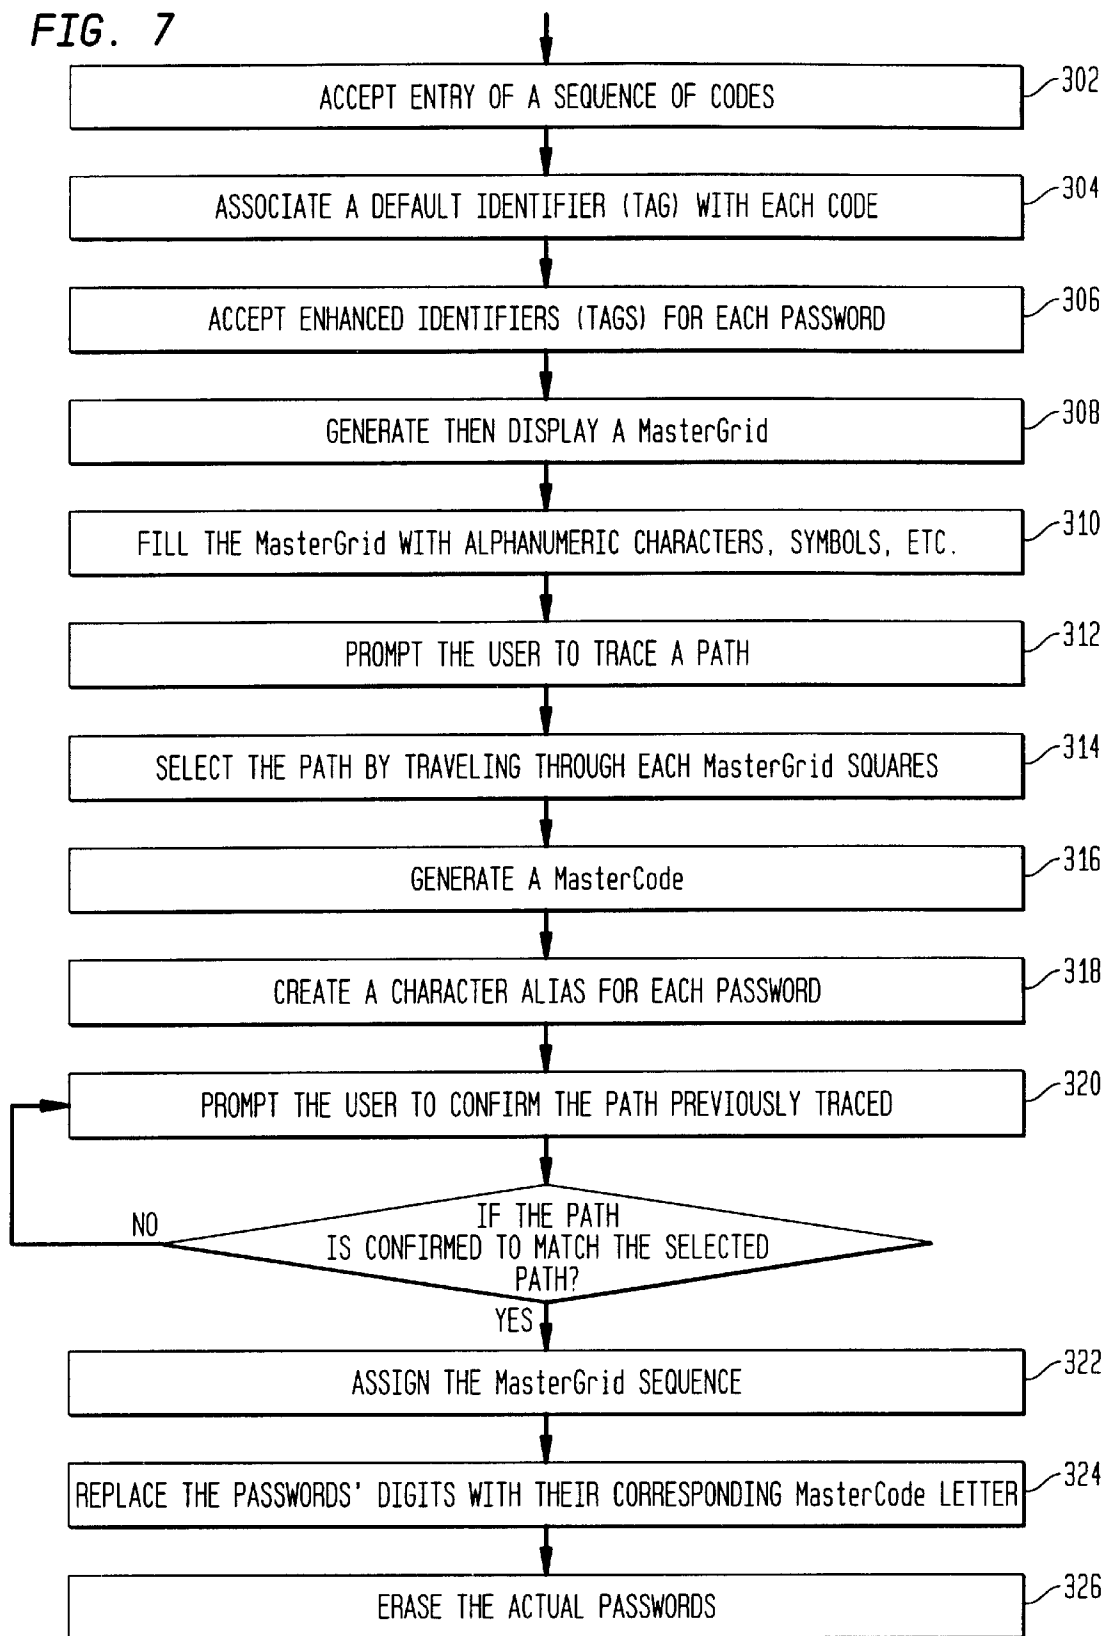 FIG. 7
ACCEPT ENTRY OF A SEQUENCE OF CODES
302
ASSOCIATE A DEFAULT IDENTIFIER (TAG) WITH EACH CODE
304
ACCEPT ENHANCED IDENTIFIERS (TAGS) FOR EACH PASSWORD
306
GENERATE THEN DISPLAY A MasterGrid
308
FILL THE MasterGrid WITH ALPHANUMERIC CHARACTERS, SYMBOLS, ETC.
310
PROMPT THE USER TO TRACE A PATH
312
SELECT THE PATH BY TRAVELING THROUGH EACH MasterGrid SQUARES
314
GENERATE A MasterCode
316
CREATE A CHARACTER ALIAS FOR EACH PASSWORD
318
PROMPT THE USER TO CONFIRM THE PATH PREVIOUSLY TRACED
320
IF THE PATH
IS CONFIRMED TO MATCH THE SELECTED
PATH?
NO
YES
ASSIGN THE MasterGrid SEQUENCE
322
REPLACE THE PASSWORDS' DIGITS WITH THEIR CORRESPONDING MasterCode LETTER
324
ERASE THE ACTUAL PASSWORDS
326